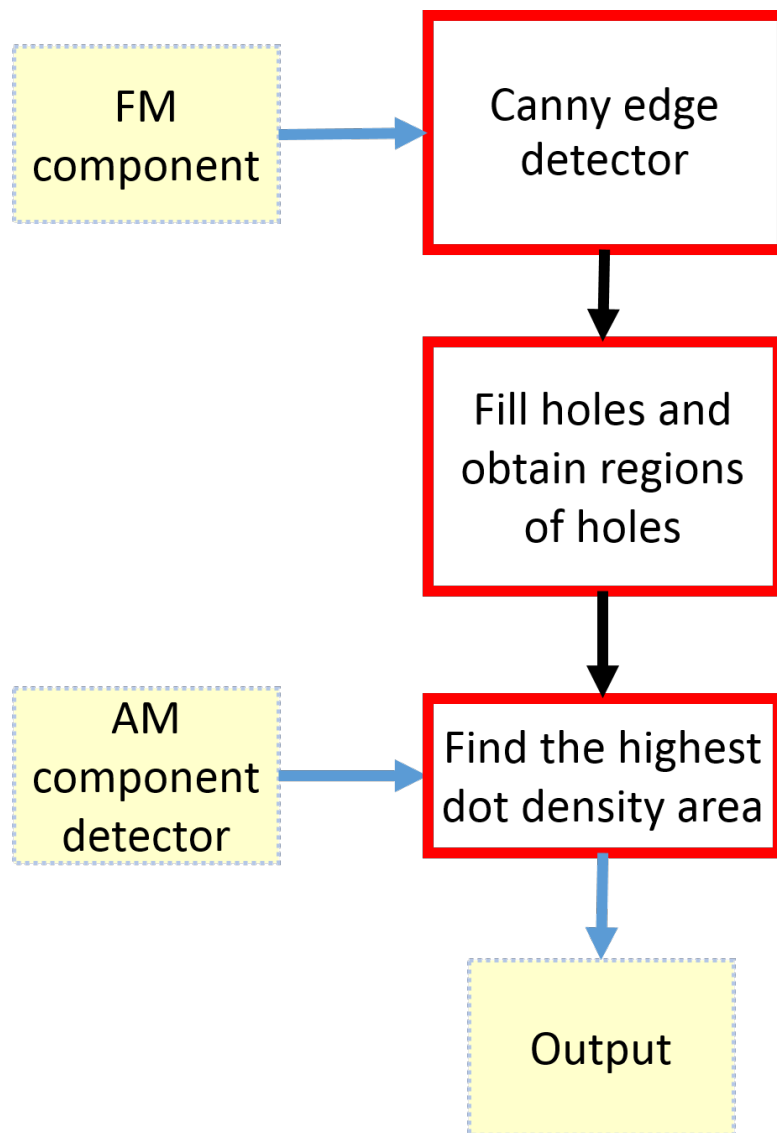 FM
component
Canny edge
detector
Fill holes and
obtain regions
of holes
AM
component
detector
Find the highest
dot density area
Output